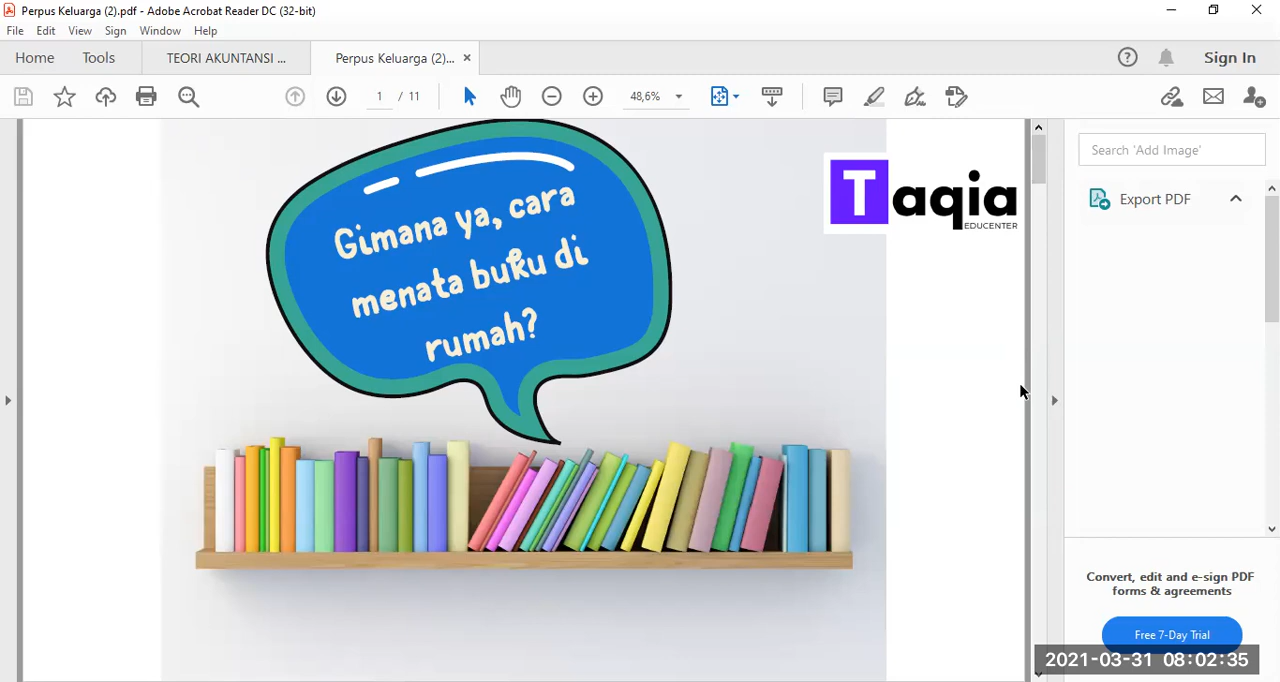 Perpus Keluarga (2).pdf - Adobe Acrobat Reader DC (32-bit)
File Edit View Sign Window Help
Home Tools TEORI AKUNTANSI ... Perpus Keluarga (2)... × Sign In
1 / 11 48,6%
Search 'Add Image'
Export PDF
Gimana ya, cara
menata buku di
rumah?
Taqia
EDUCENTER
Convert, edit and e-sign PDF
forms & agreements
Free 7-Day Trial
2021-03-31 08:02:35